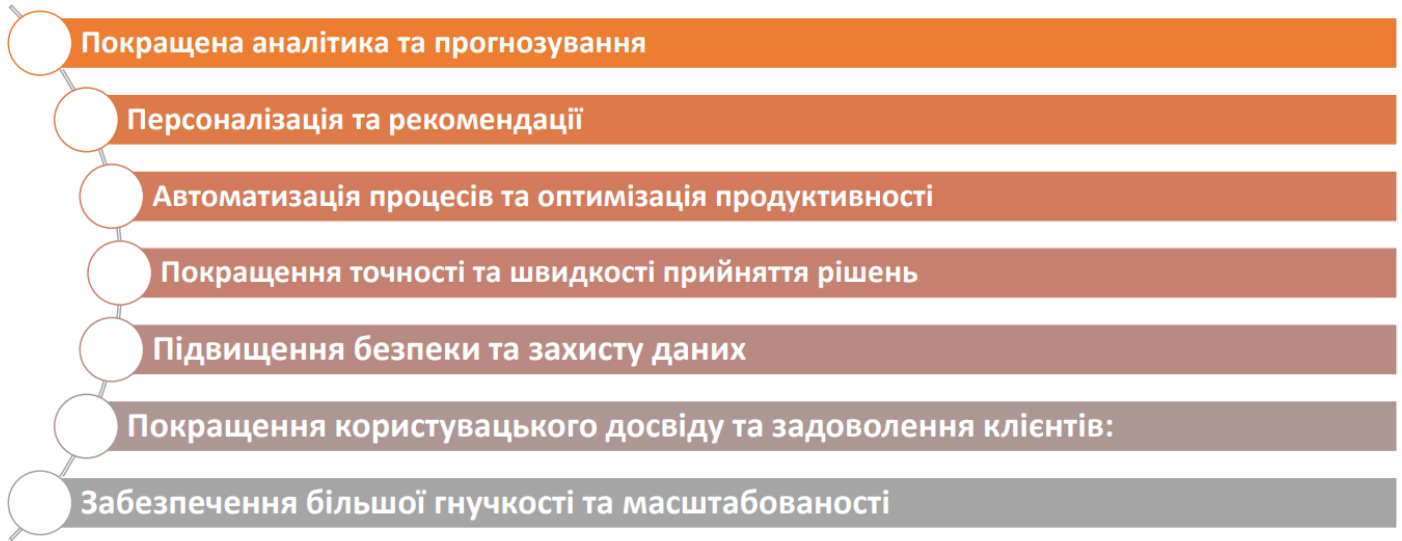 Покращена аналітика та прогнозування
Персоналізація та рекомендації
Автоматизація процесів та оптимізація продуктивності
Покращення точності та швидкості прийняття рішень
Підвищення безпеки та захисту даних
Покращення користувацького досвіду та задоволення клієнтів:
Забезпечення більшої гнучкості та масштабованості